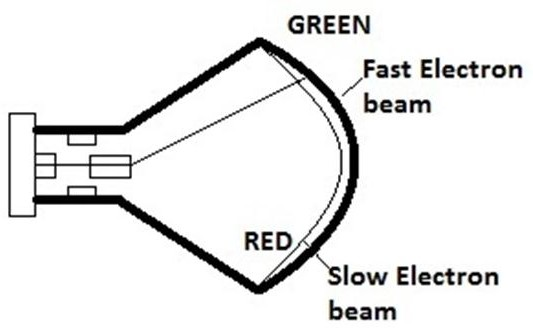 GREEN
Fast Electron
beam
RED
Slow Electron
beam